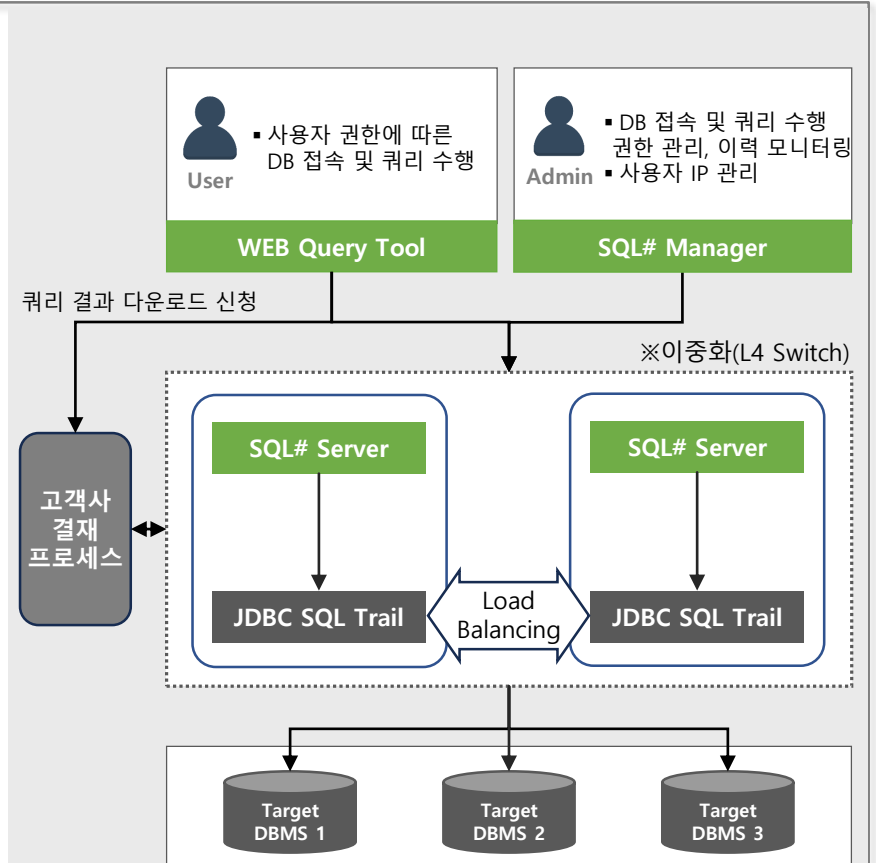 ▪ 사용자 권한에 따른
DB 접속 및 쿼리 수행
User
WEB Query Tool
▪ DB 접속 및 쿼리 수행
권한 관리, 이력 모니터링
▪ 사용자 IP 관리
Admin
SQL# Manager
쿼리 결과 다운로드 신청
※이중화(L4 Switch)
고객사
결재
프로세스
SQL# Server
JDBC SQL Trail
Load
Balancing
SQL# Server
JDBC SQL Trail
Target
DBMS 1
Target
DBMS 2
Target
DBMS 3